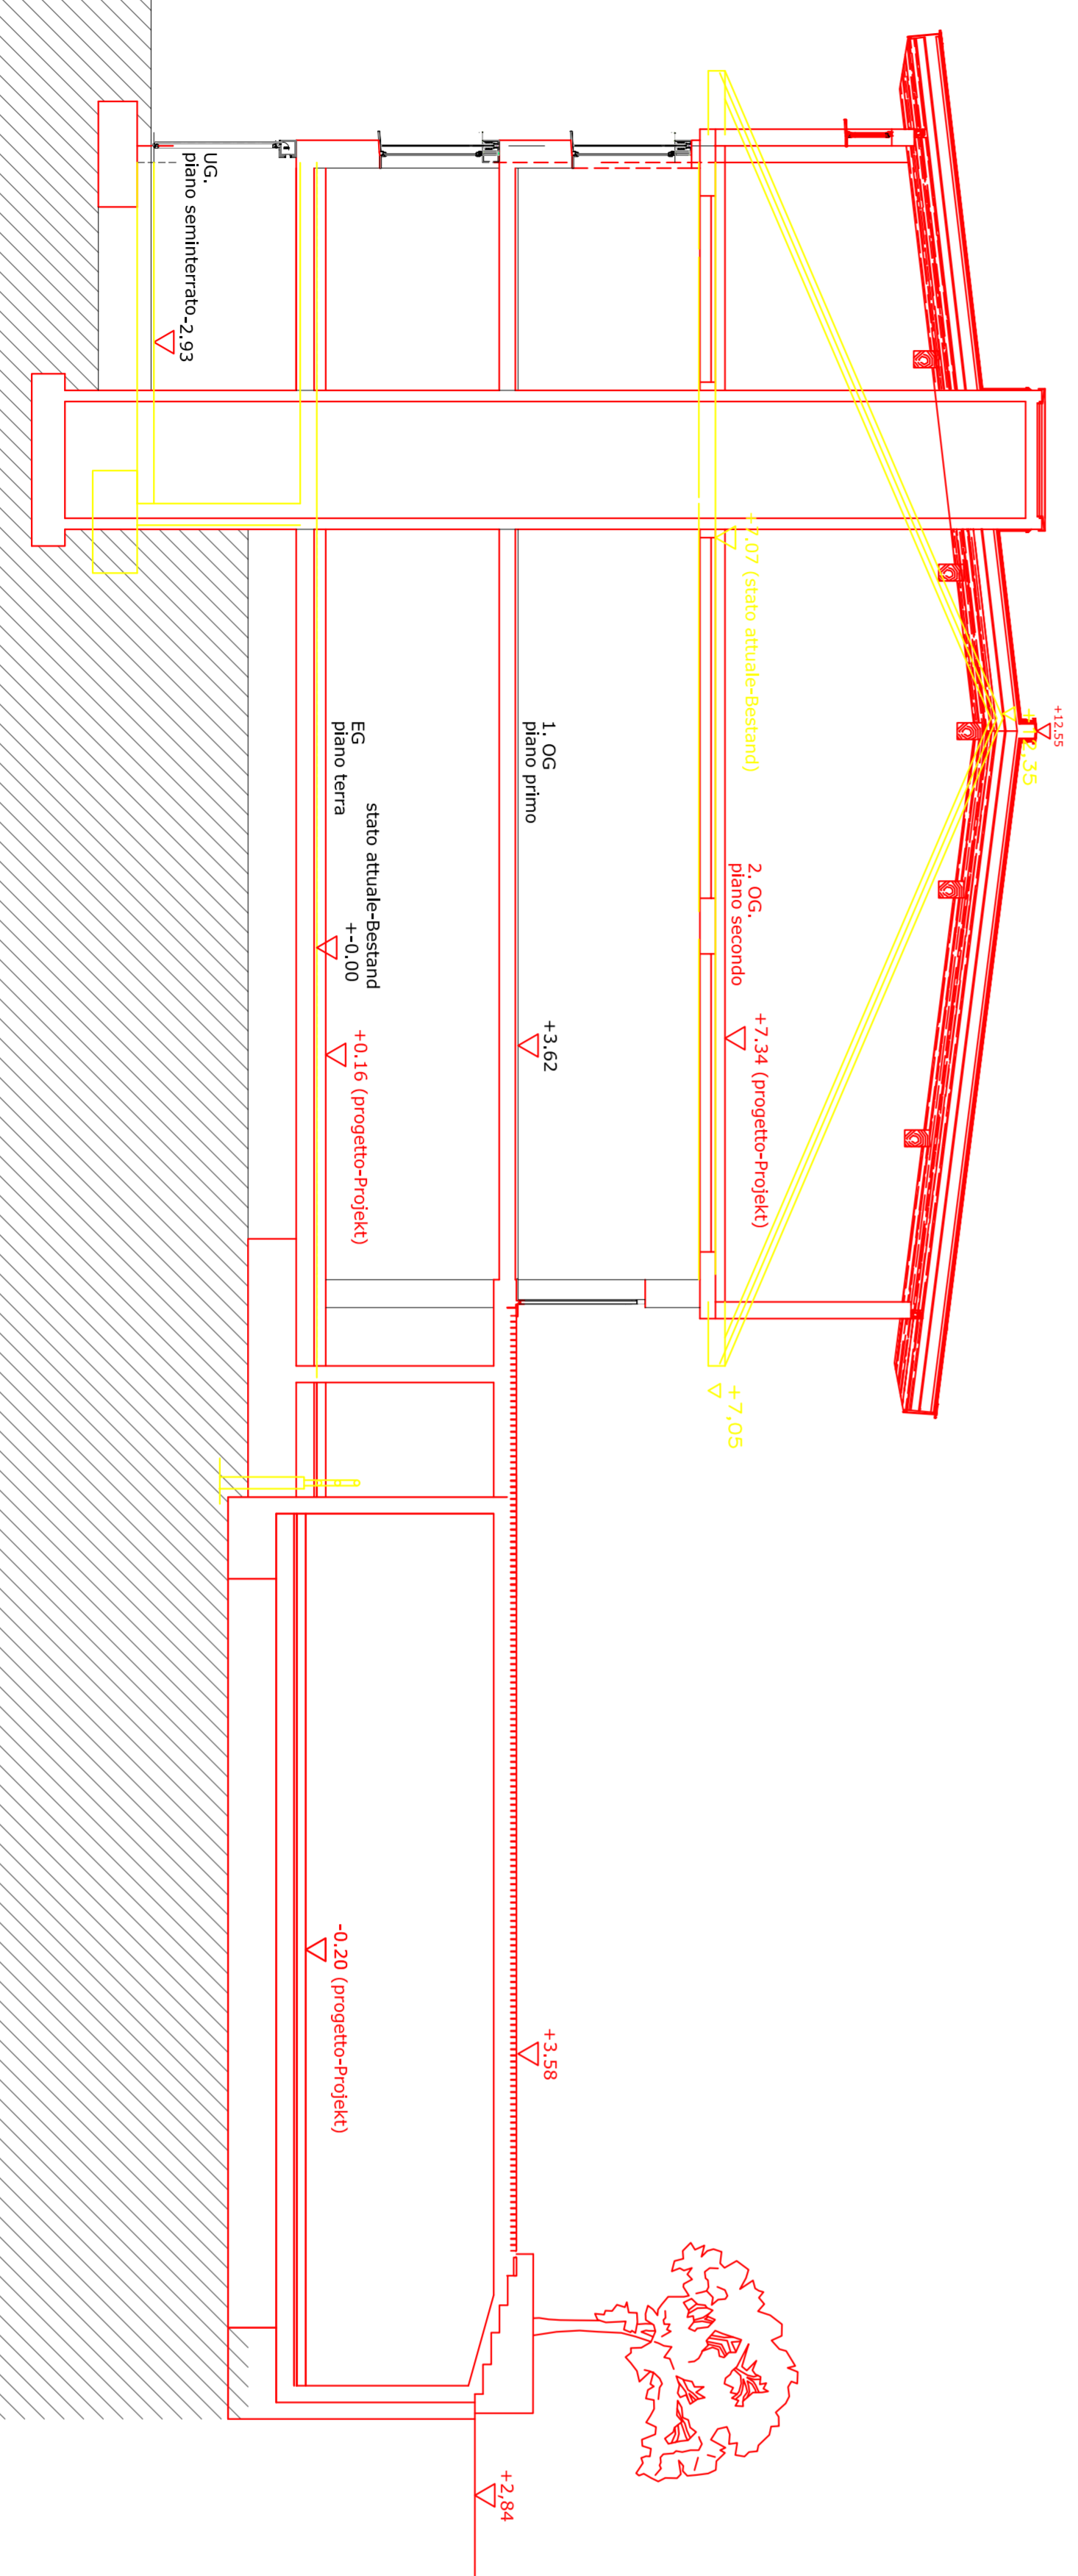 +12.55
+12.35
2. OG.
piano secondo
+7.34 (progetto-Projekt)
+7.07 (stato attuale-Bestand)
+7,05
1. OG
piano primo
+3.62
+3.58
+2,84
stato attuale-Bestand
+-0.00
EG
piano terra
+0.16 (progetto-Projekt)
-0.20 (progetto-Projekt)
UG.
piano seminterrato-2.93